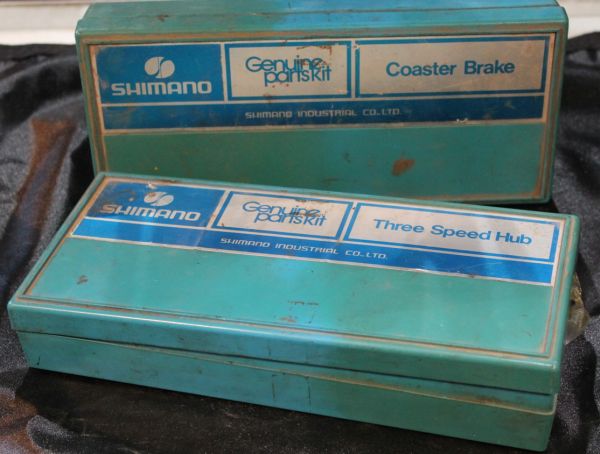 SHIMANO
Genuine
partsKit
Coaster Brake
SHIMANO INDUSTRIAL CO.,LTD.
SHIMANO
Genuine
partsKit
Three Speed Hub
SHIMANO INDUSTRIAL CO.,LTD.